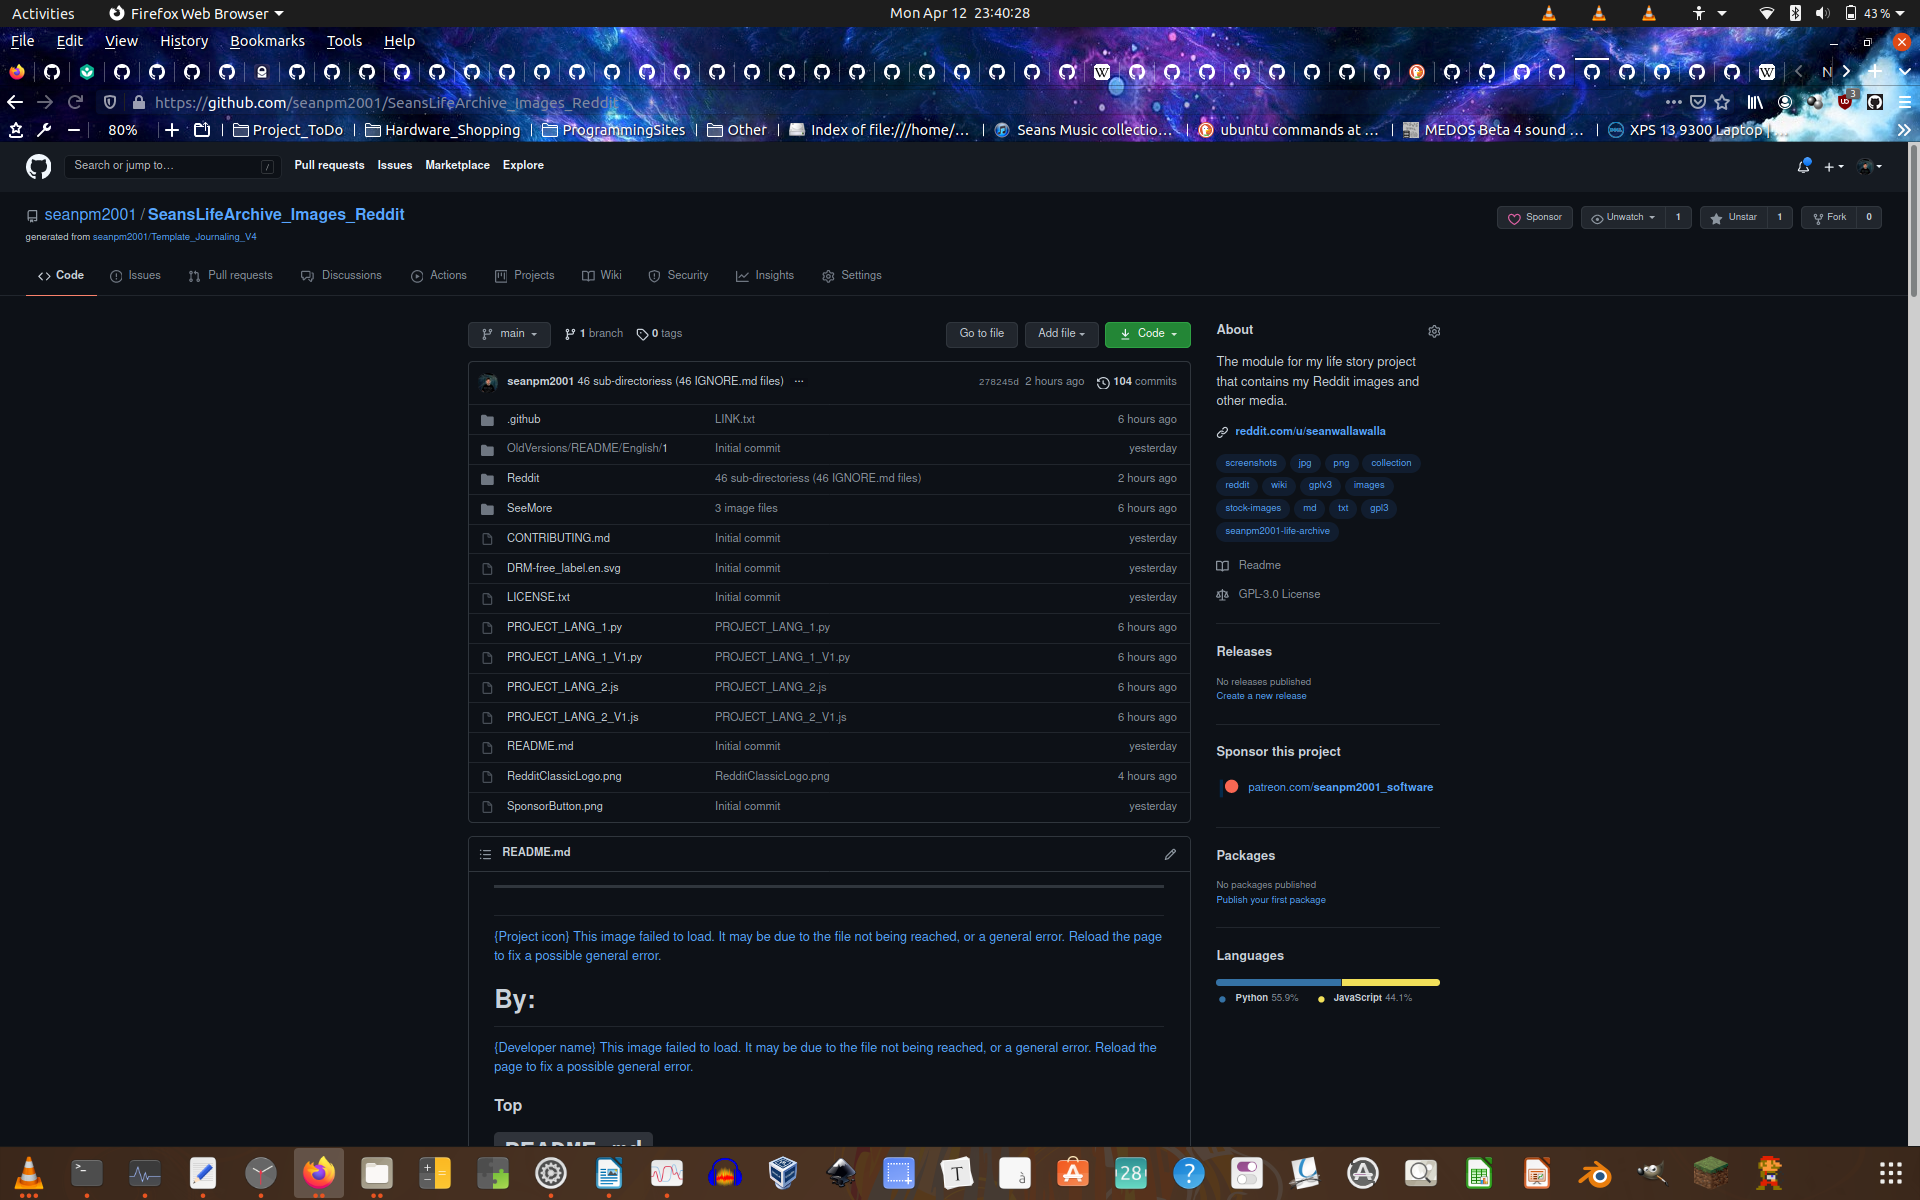 Activities Firefox Web Browser Mon Apr 12 23:40:28 43 %
File Edit View History Bookmarks Tools Help
https://github.com/seanpm2001/SeansLifeArchive_Images_Reddit 3
80% Project_ToDo Hardware_Shopping ProgrammingSites Other Index of file:///home/… Seans Music collectio… ubuntu commands at … MEDOS Beta 4 sound … XPS 13 9300 Laptop
Search or jump to… / Pull requests Issues Marketplace Explore
seanpm2001 / SeansLifeArchive_Images_Reddit Sponsor Unwatch 1 Unstar 1 Fork 0
generated from seanpm2001/Template_Journaling_V4
Code Issues Pull requests Discussions Actions Projects Wiki Security Insights Settings
main 1 branch 0 tags Go to file Add file Code
seanpm2001 46 sub-directoriess (46 IGNORE.md files) ... 278245d 2 hours ago 104 commits
.github LINK.txt 6 hours ago
OldVersions/README/English/1 Initial commit yesterday
Reddit 46 sub-directoriess (46 IGNORE.md files) 2 hours ago
SeeMore 3 image files 6 hours ago
CONTRIBUTING.md Initial commit yesterday
DRM-free_label.en.svg Initial commit yesterday
LICENSE.txt Initial commit yesterday
PROJECT_LANG_1.py PROJECT_LANG_1.py 6 hours ago
PROJECT_LANG_1_V1.py PROJECT_LANG_1_V1.py 6 hours ago
PROJECT_LANG_2.js PROJECT_LANG_2.js 6 hours ago
PROJECT_LANG_2_V1.js PROJECT_LANG_2_V1.js 6 hours ago
README.md Initial commit yesterday
RedditClassicLogo.png RedditClassicLogo.png 4 hours ago
SponsorButton.png Initial commit yesterday
README.md
{Project icon} This image failed to load. It may be due to the file not being reached, or a general error. Reload the page
to fix a possible general error.
By:
{Developer name} This image failed to load. It may be due to the file not being reached, or a general error. Reload the
page to fix a possible general error.
Top
README.md
About
The module for my life story project
that contains my Reddit images and
other media.
reddit.com/u/seanwallawalla
screenshots jpg png collection
reddit wiki gplv3 images
stock-images md txt gpl3
seanpm2001-life-archive
Readme
GPL-3.0 License
Releases
No releases published
Create a new release
Sponsor this project
patreon.com/seanpm2001_software
Packages
No packages published
Publish your first package
Languages
Python 55.9% JavaScript 44.1%